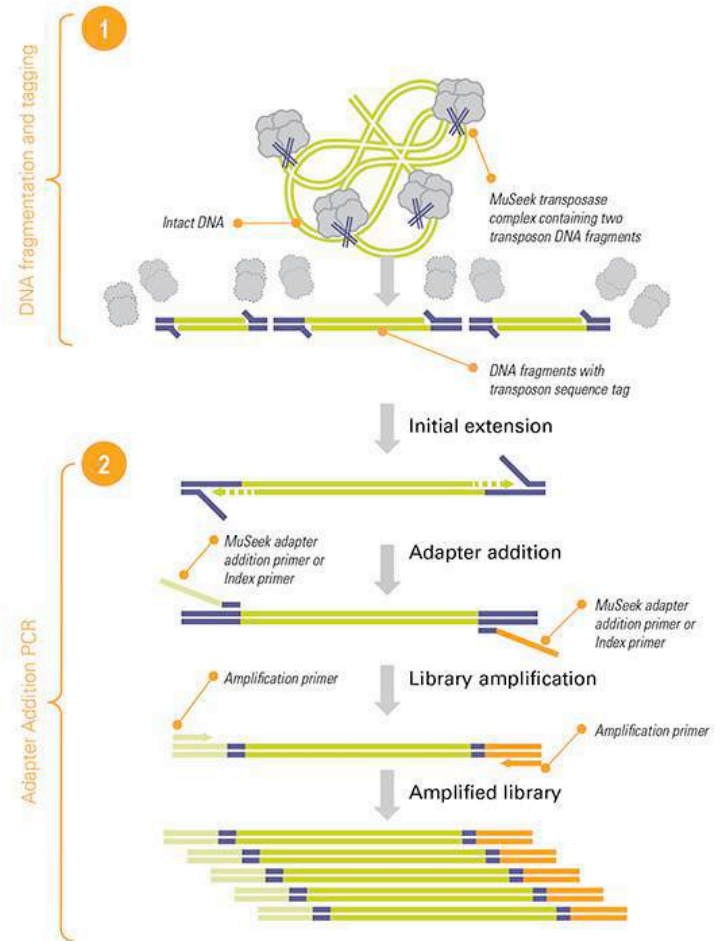 1
DNA fragmentation and tagging
Intact DNA
MuSeek transposase
complex containing two
transposon DNA fragments
DNA fragments with
transposon sequence tag
Initial extension
2
Adapter Addition PCR
MuSeek adapter
addition primer or
Index primer
Adapter addition
MuSeek adapter
addition primer or
Index primer
Library amplification
Amplification primer
Amplification primer
Amplified library